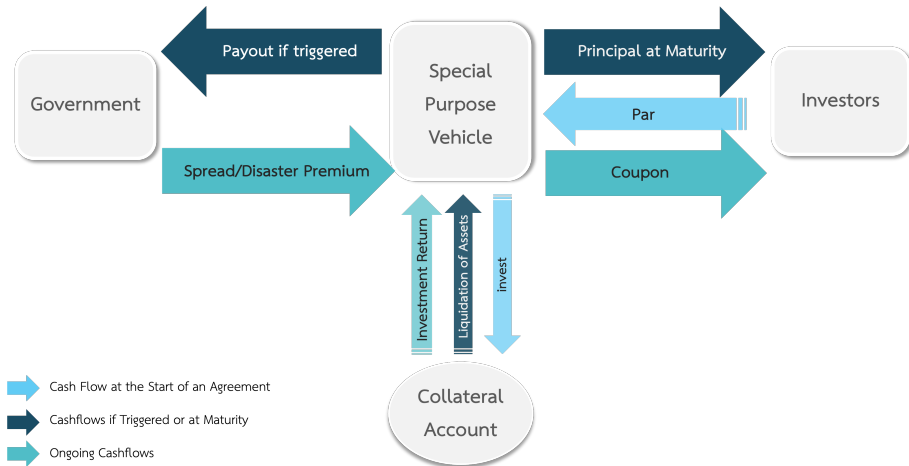 Payout if triggered
Special
Purpose
Vehicle
Principal at Maturity
Government
Par
Investors
Spread/Disaster Premium
Coupon
Investment Return
Liquidation of Assets
invest
Collateral
Account
Cash Flow at the Start of an Agreement
Cashflows if Triggered or at Maturity
Ongoing Cashflows